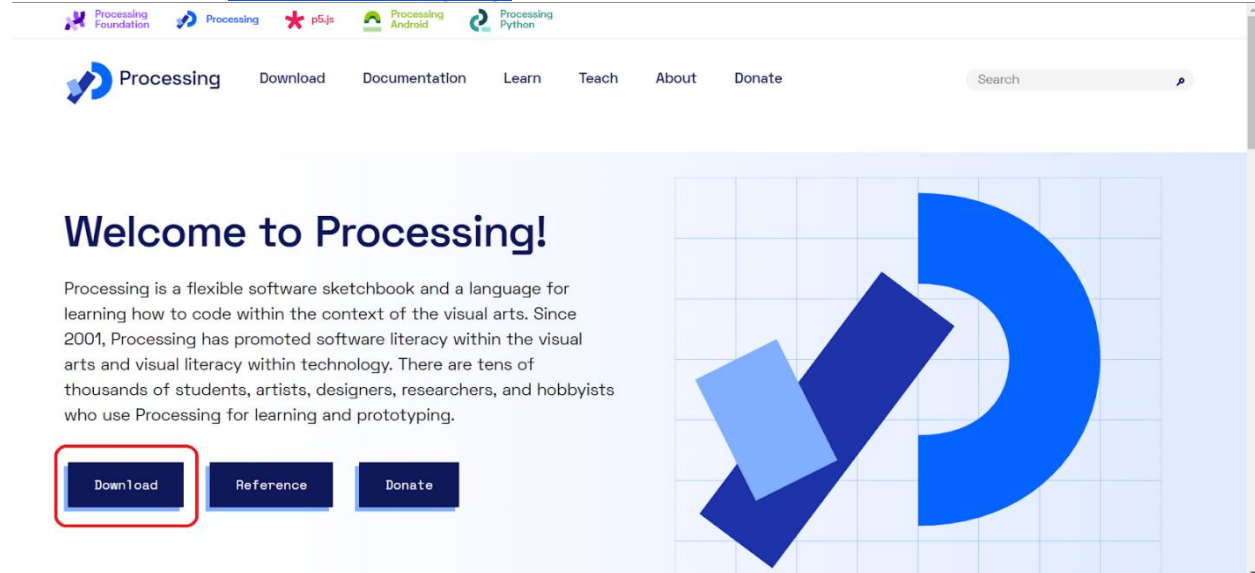 Processing Foundation
Processing
p5.js
Processing Android
Processing Python
Processing
Download
Documentation
Learn
Teach
About
Donate
Search
Welcome to Processing!
Processing is a flexible software sketchbook and a language for
learning how to code within the context of the visual arts. Since
2001, Processing has promoted software literacy within the visual
arts and visual literacy within technology. There are tens of
thousands of students, artists, designers, researchers, and hobbyists
who use Processing for learning and prototyping.
Download
Reference
Donate